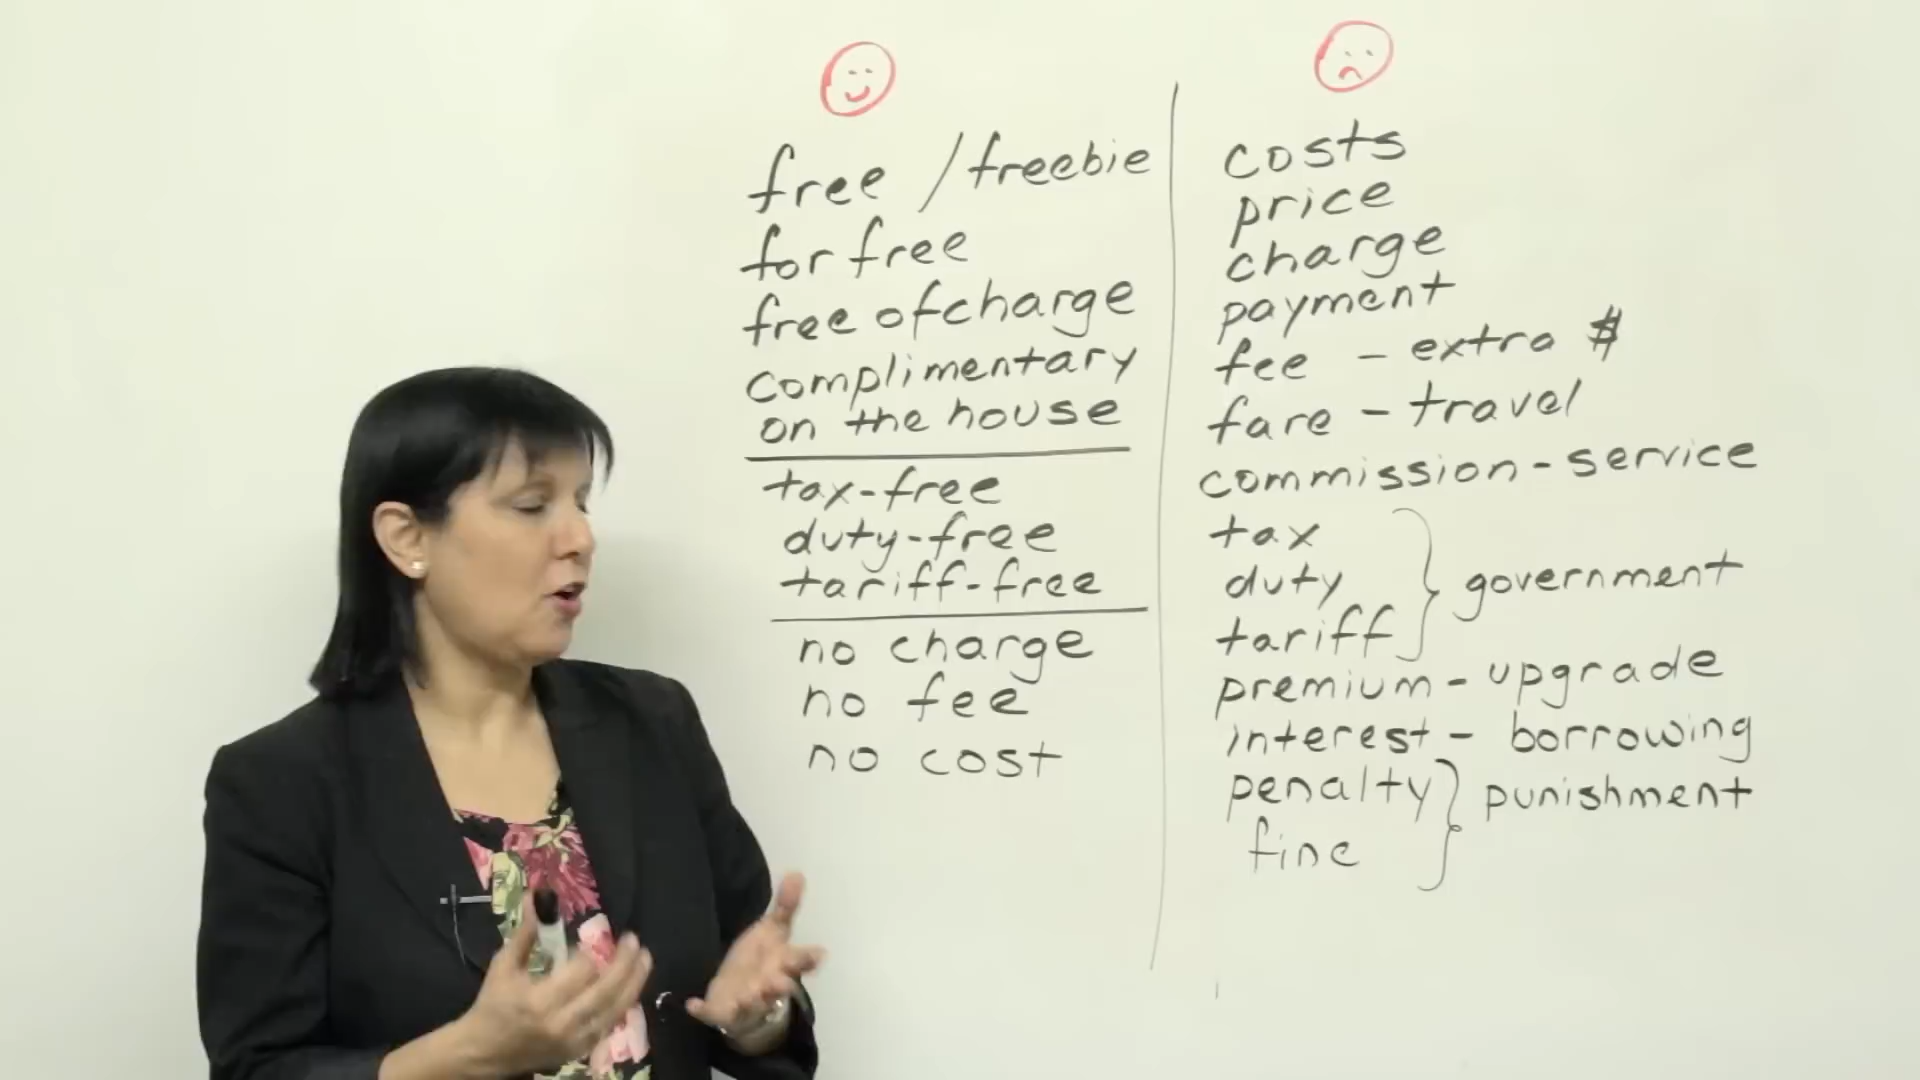 free / freebie
for free
free of charge
complimentary
on the house
tax-free
duty-free
tariff-free
no charge
no fee
no cost
costs
price
charge
payment
fee - extra $
fare - travel
commission - service
tax
duty
tariff
government
premium - upgrade
interest - borrowing
penalty
fine
punishment